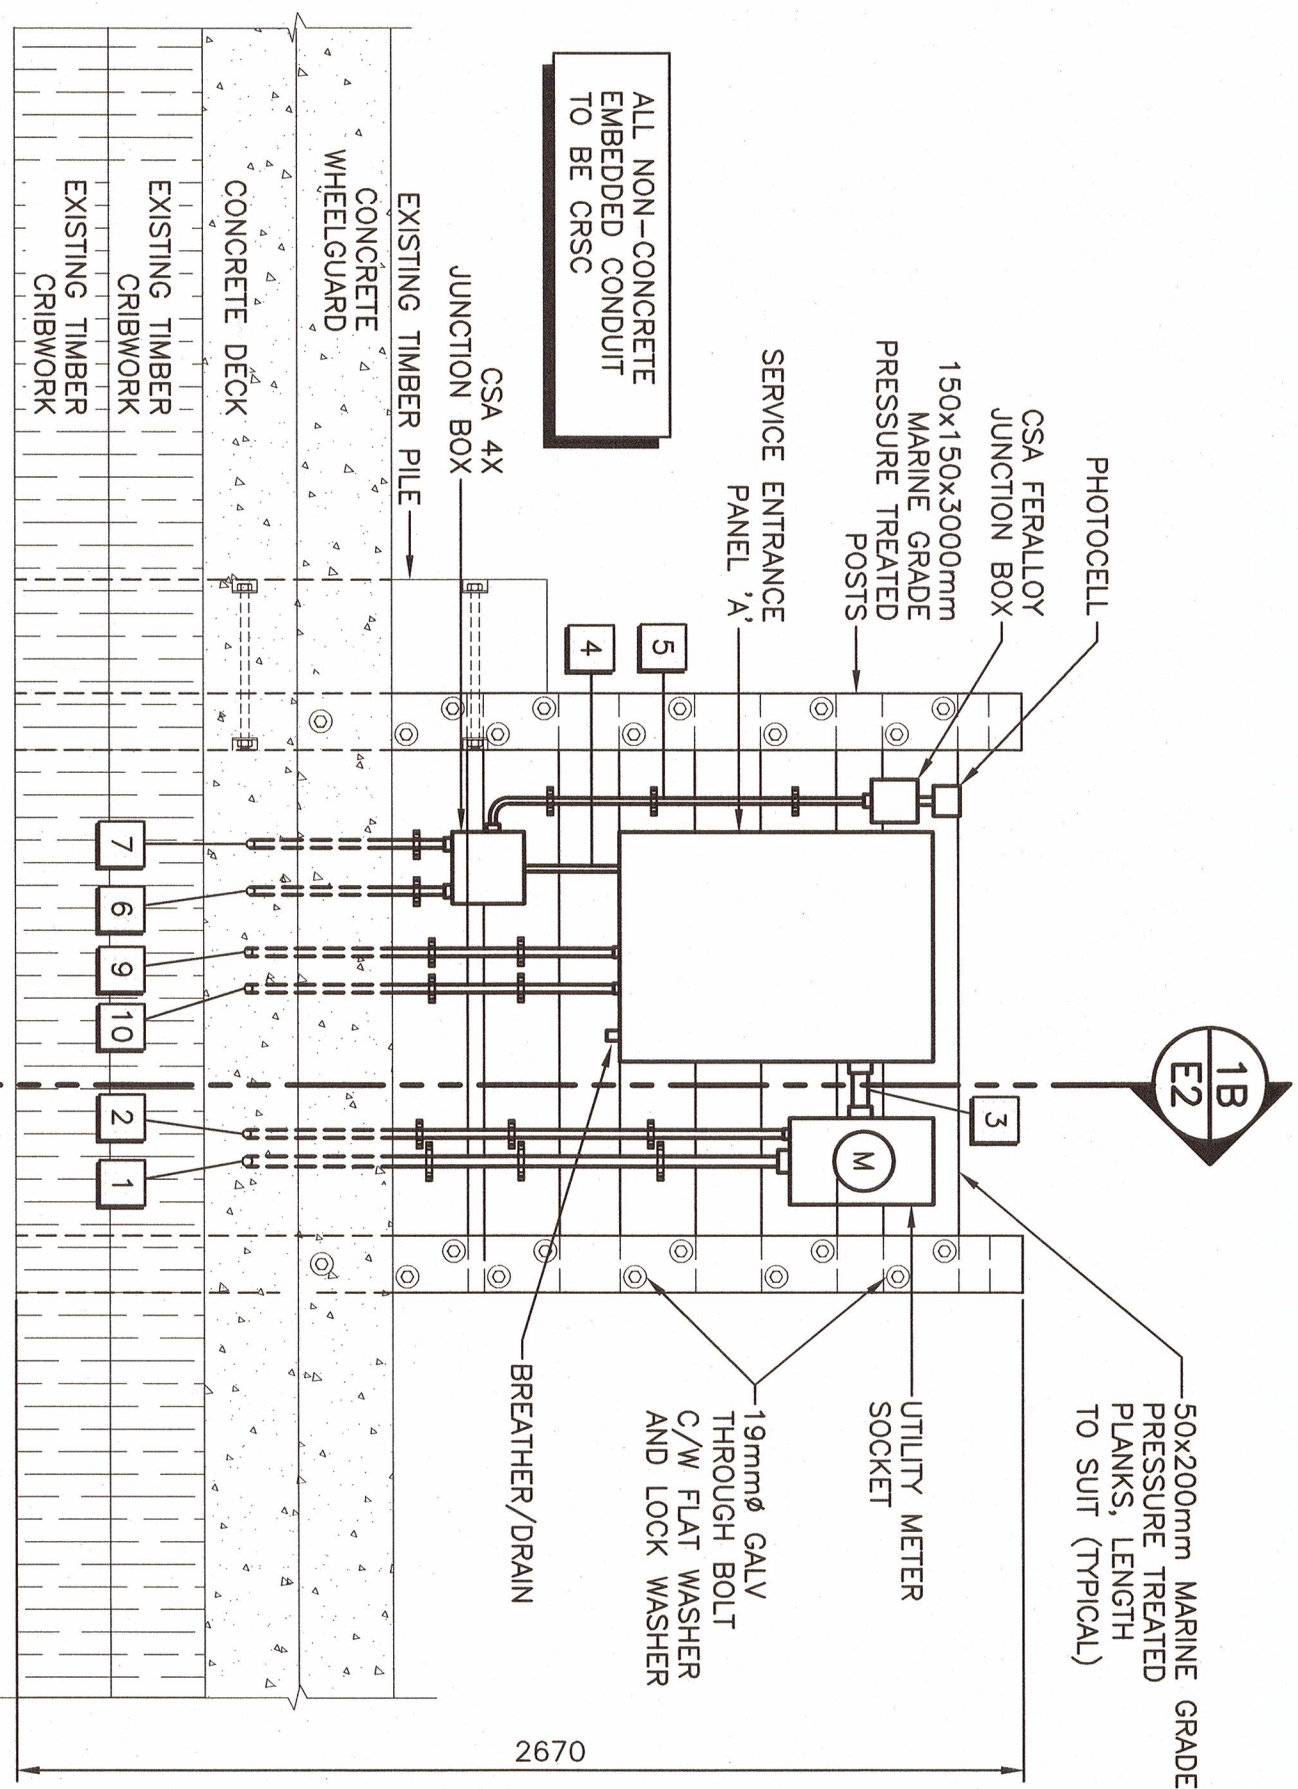 PHOTOCELL
CSA FERALLOY
JUNCTION BOX
150x150x3000mm
MARINE GRADE
PRESSURE TREATED
POSTS
SERVICE ENTRANCE
PANEL 'A'
ALL NON-CONCRETE
EMBEDDED CONDUIT
TO BE CRSC
CSA 4X
JUNCTION BOX
EXISTING TIMBER PILE
CONCRETE
WHEELGUARD
CONCRETE DECK
EXISTING TIMBER
CRIBWORK
EXISTING TIMBER
CRIBWORK
5
4
7
6
9
10
2
1
3
M
1B
E2
50x200mm MARINE GRADE
PRESSURE TREATED
PLANKS, LENGTH
TO SUIT (TYPICAL)
UTILITY METER
SOCKET
19mmø GALV
THROUGH BOLT
C/W FLAT WASHER
AND LOCK WASHER
BREATHER/DRAIN
2670